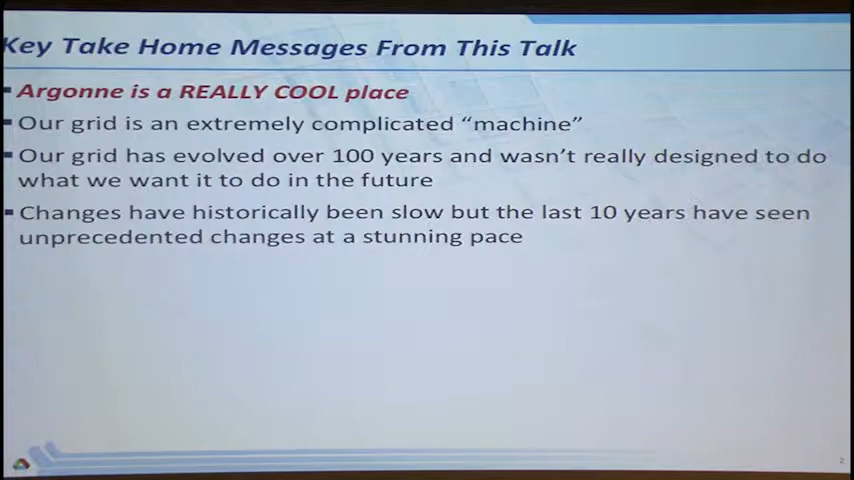 Key Take Home Messages From This Talk
▪ Argonne is a REALLY COOL place
▪ Our grid is an extremely complicated “machine”
▪ Our grid has evolved over 100 years and wasn’t really designed to do
what we want it to do in the future
▪ Changes have historically been slow but the last 10 years have seen
unprecedented changes at a stunning pace
2